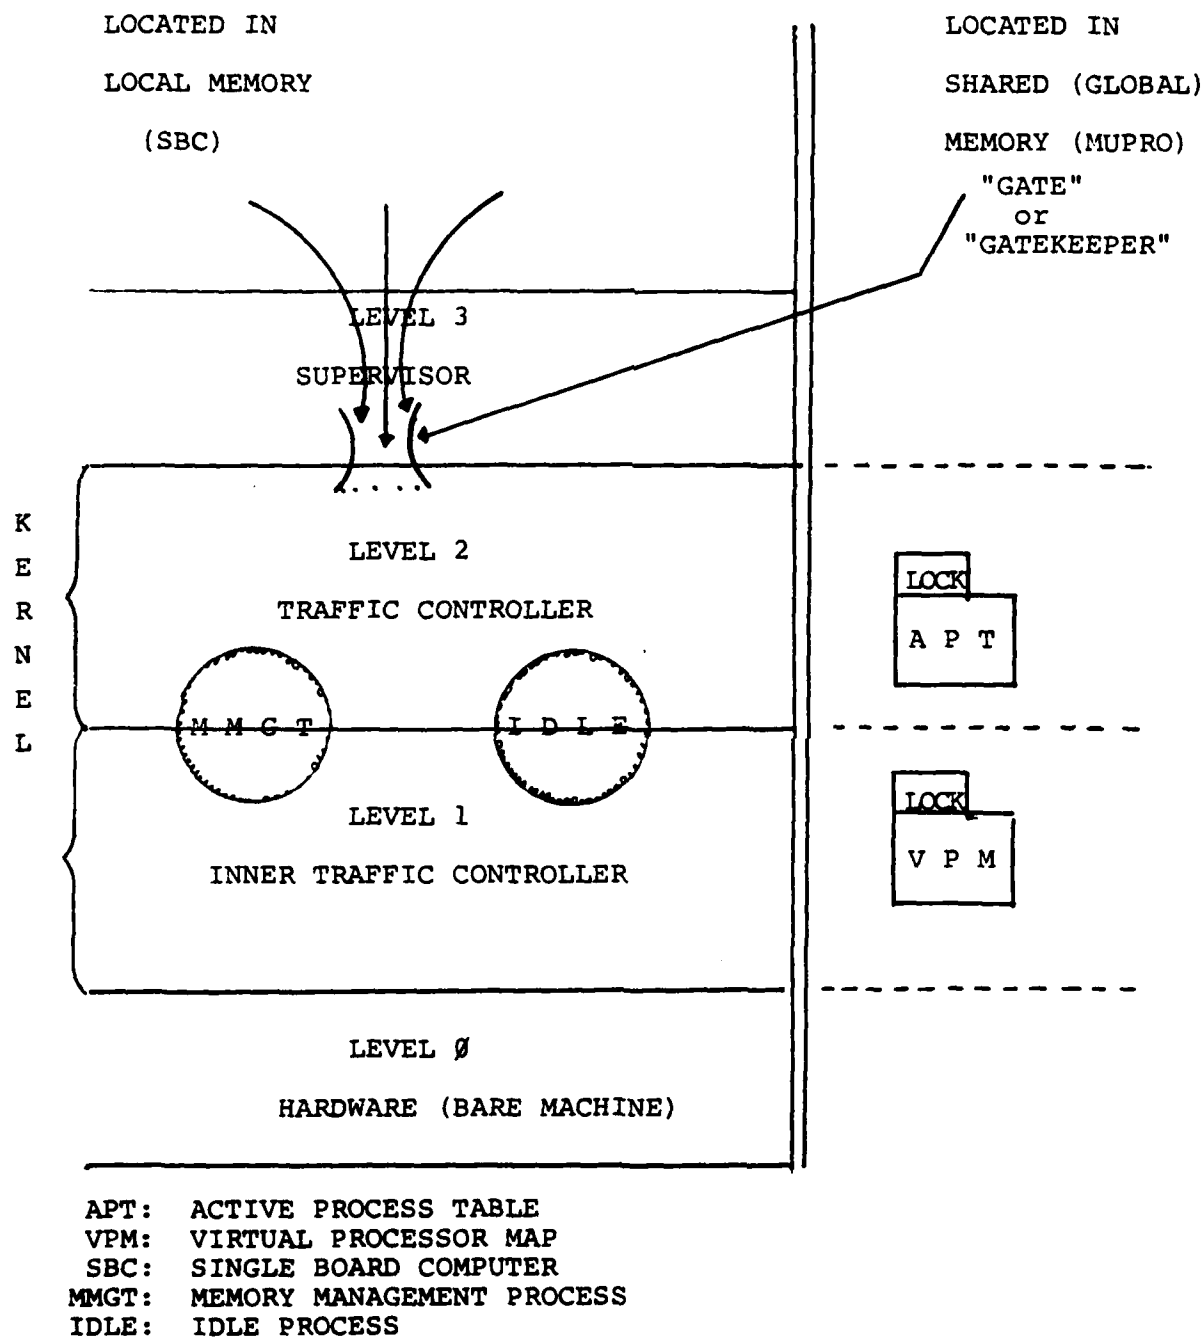 LOCATED IN
LOCAL MEMORY
(SBC)
LOCATED IN
SHARED (GLOBAL)
MEMORY (MUPRO)
"GATE"
or
"GATEKEEPER"
LEVEL 3
SUPERVISOR
K
E
R
N
E
L
LEVEL 2
TRAFFIC CONTROLLER
LOCK
A P T
M M G T
I D L E
LEVEL 1
INNER TRAFFIC CONTROLLER
LOCK
V P M
LEVEL Ø
HARDWARE (BARE MACHINE)
APT: ACTIVE PROCESS TABLE
VPM: VIRTUAL PROCESSOR MAP
SBC: SINGLE BOARD COMPUTER
MMGT: MEMORY MANAGEMENT PROCESS
IDLE: IDLE PROCESS